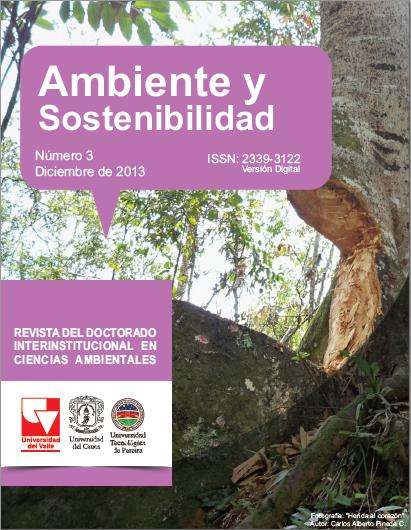 Ambiente y
Sostenibilidad
Número 3
Diciembre de 2013
ISSN: 2339-3122
Versión Digital
REVISTA DEL DOCTORADO
INTERINSTITUCIONAL EN
CIENCIAS AMBIENTALES
Universidad
del Valle
Universidad
del Cauca
Universidad
Tecnológica
de Pereira
Fotografía: "Herida al corazón"
Autor: Carlos Alberto Pineda C